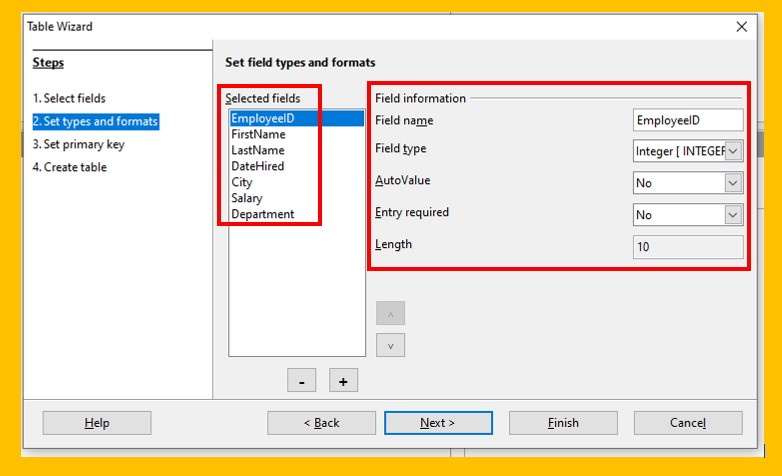 Table Wizard
Steps
1. Select fields
2. Set types and formats
3. Set primary key
4. Create table
Set field types and formats
Selected fields
EmployeeID
FirstName
LastName
DateHired
City
Salary
Department
Field information
Field name
EmployeeID
Field type
Integer [ INTEGER
AutoValue
No
Entry required
No
Length
10
- +
Help
< Back
Next >
Finish
Cancel